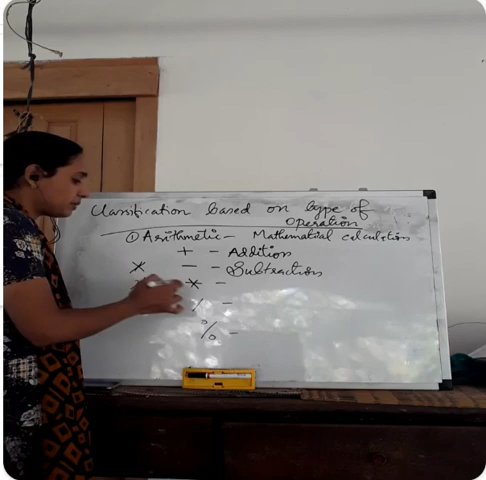 Classification based on type of
operation
① Arithmetic – Mathematical calculations
+ – Addition
* – – Subtraction
* –
/ –
% –